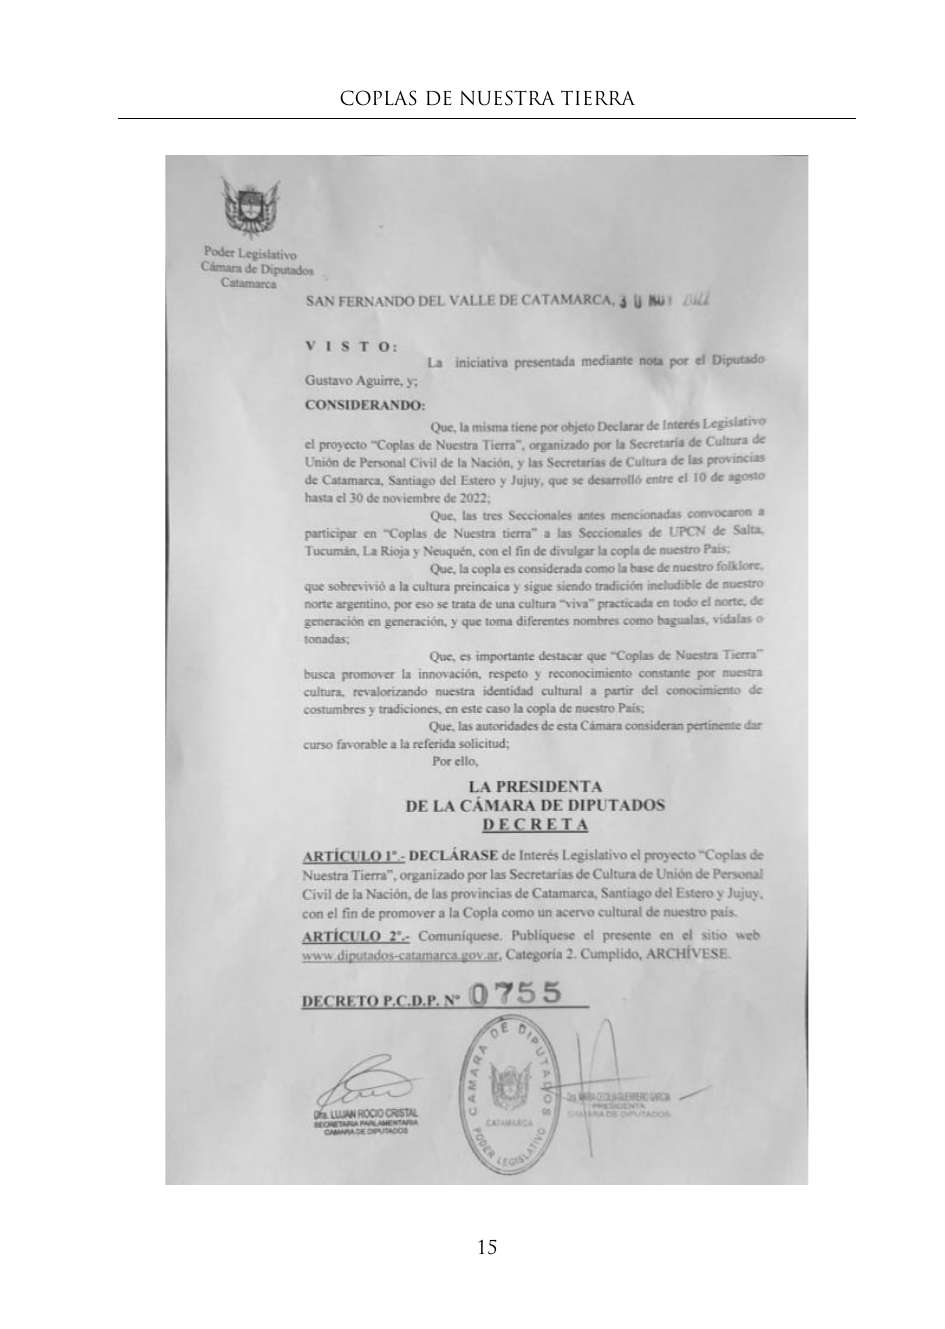 COPLAS DE NUESTRA TIERRA
Poder Legislativo
Cámara de Diputados
Catamarca
SAN FERNANDO DEL VALLE DE CATAMARCA, 30 2022
V I S T O:
La iniciativa presentada mediante nota por el Diputado
Gustavo Aguirre, y;
CONSIDERANDO:
Que, la misma tiene por objeto Declarar de Interés Legislativo
el proyecto “Coplas de Nuestra Tierra”, organizado por la Secretaría de Cultura de
Unión de Personal Civil de la Nación, y las Secretarías de Cultura de las provincias
de Catamarca, Santiago del Estero y Jujuy, que se desarrolló entre el 10 de agosto
hasta el 30 de noviembre de 2022;
Que, las tres Seccionales antes mencionadas convocaron a
participar en “Coplas de Nuestra tierra” a las Seccionales de UPCN de Salta,
Tucumán, La Rioja y Neuquén, con el fin de divulgar la copla de nuestro País;
Que, la copla es considerada como la base de nuestro folklore,
que sobrevivió a la cultura preincaica y sigue siendo tradición ineludible de nuestro
norte argentino, por eso se trata de una cultura “viva” practicada en todo el norte, de
generación en generación, y que toma diferentes nombres como bagualas, vidalas o
tonadas;
Que, es importante destacar que “Coplas de Nuestra Tierra”
busca promover la innovación, respeto y reconocimiento constante por nuestra
cultura, revalorizando nuestra identidad cultural a partir del conocimiento de
costumbres y tradiciones, en este caso la copla de nuestro País;
Que, las autoridades de esta Cámara consideran pertinente dar
curso favorable a la referida solicitud;
Por ello,
LA PRESIDENTA
DE LA CÁMARA DE DIPUTADOS
D E C R E T A
ARTÍCULO 1º.- DECLÁRASE de Interés Legislativo el proyecto “Coplas de
Nuestra Tierra”, organizado por las Secretarías de Cultura de Unión de Personal
Civil de la Nación, de las provincias de Catamarca, Santiago del Estero y Jujuy,
con el fin de promover a la Copla como un acervo cultural de nuestro país.
ARTÍCULO 2º.- Comuníquese. Publíquese el presente en el sitio web
www.diputados-catamarca.gov.ar, Categoría 2. Cumplido, ARCHÍVESE.
DECRETO P.C.D.P. Nº 0755
CAMARA DE DIPUTADOS
CATAMARCA
PODER LEGISLATIVO
Dra. LUJAN ROCIO CRISTAL
SECRETARIA PARLAMENTARIA
CAMARA DE DIPUTADOS
Dra. MARIA CECILIA GUERRERO GARCIA
PRESIDENTA
CAMARA DE DIPUTADOS
15